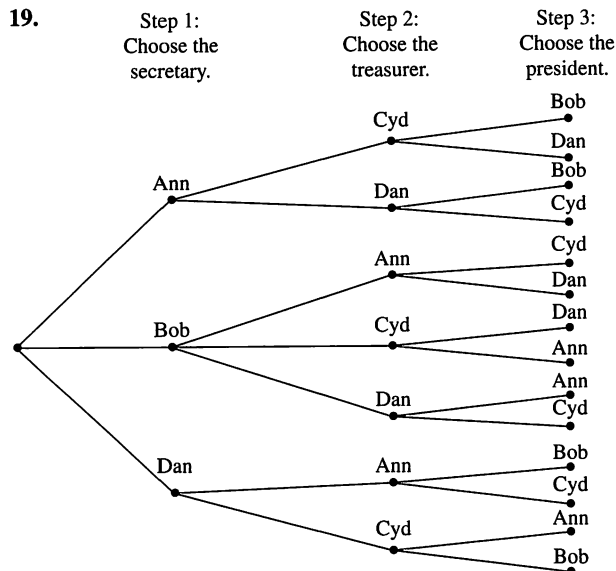 19.
Step 1:
Choose the
secretary.
Step 2:
Choose the
treasurer.
Step 3:
Choose the
president.
Bob
Cyd
Dan
Ann
Bob
Dan
Cyd
Cyd
Ann
Dan
Dan
Bob
Cyd
Ann
Ann
Dan
Cyd
Bob
Dan
Ann
Cyd
Ann
Cyd
Bob